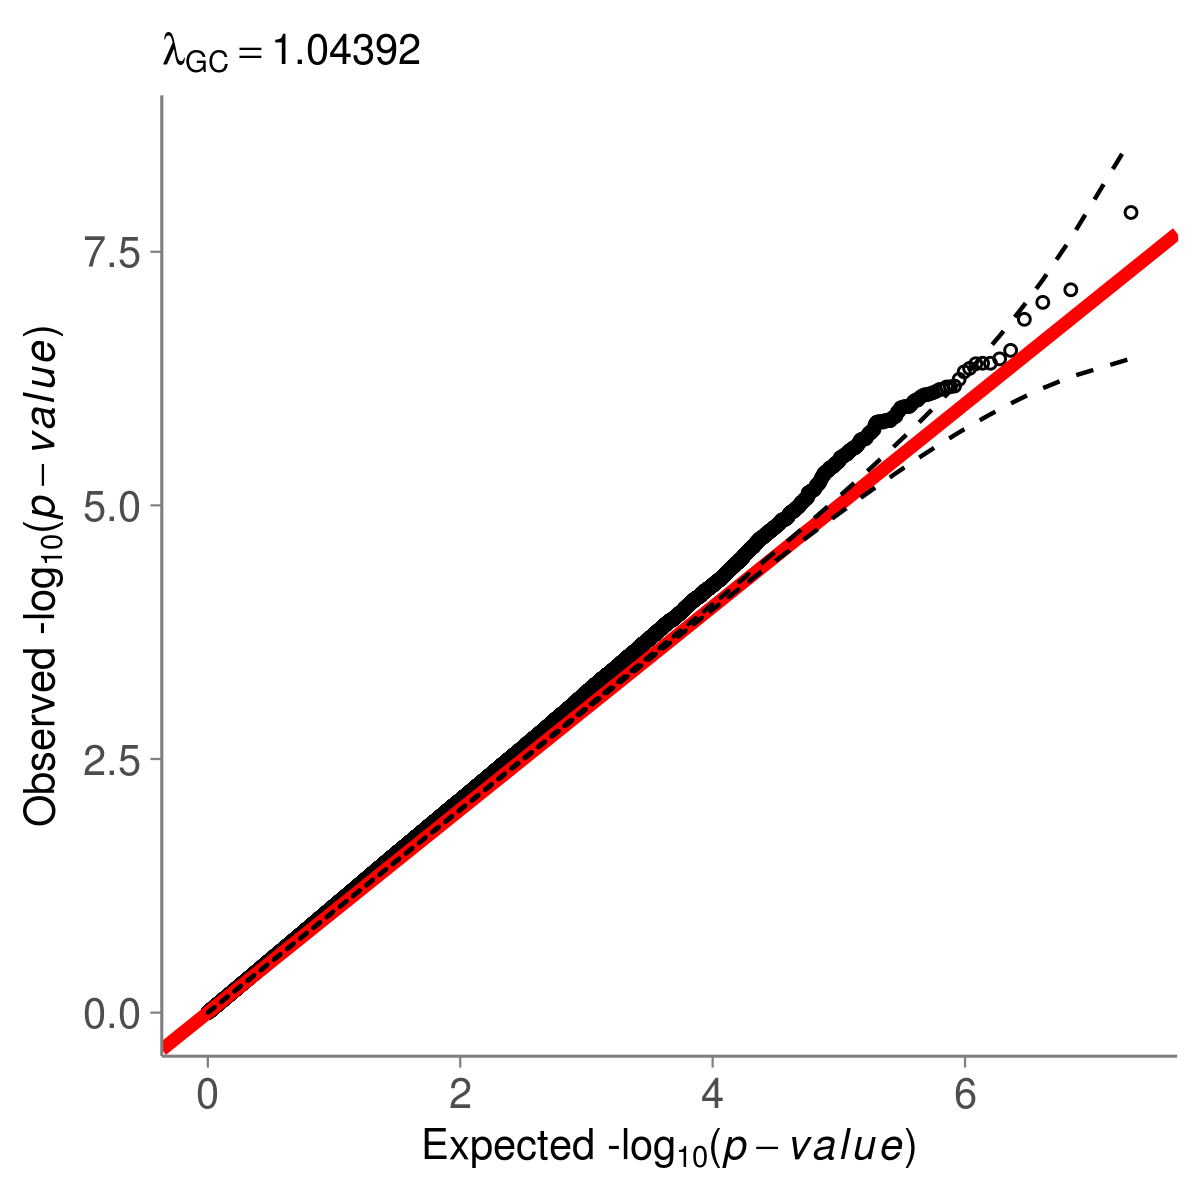 λGC = 1.04392
7.5
5.0
2.5
0.0
Observed -log10(p − value)
0 2 4 6
Expected -log10(p − value)